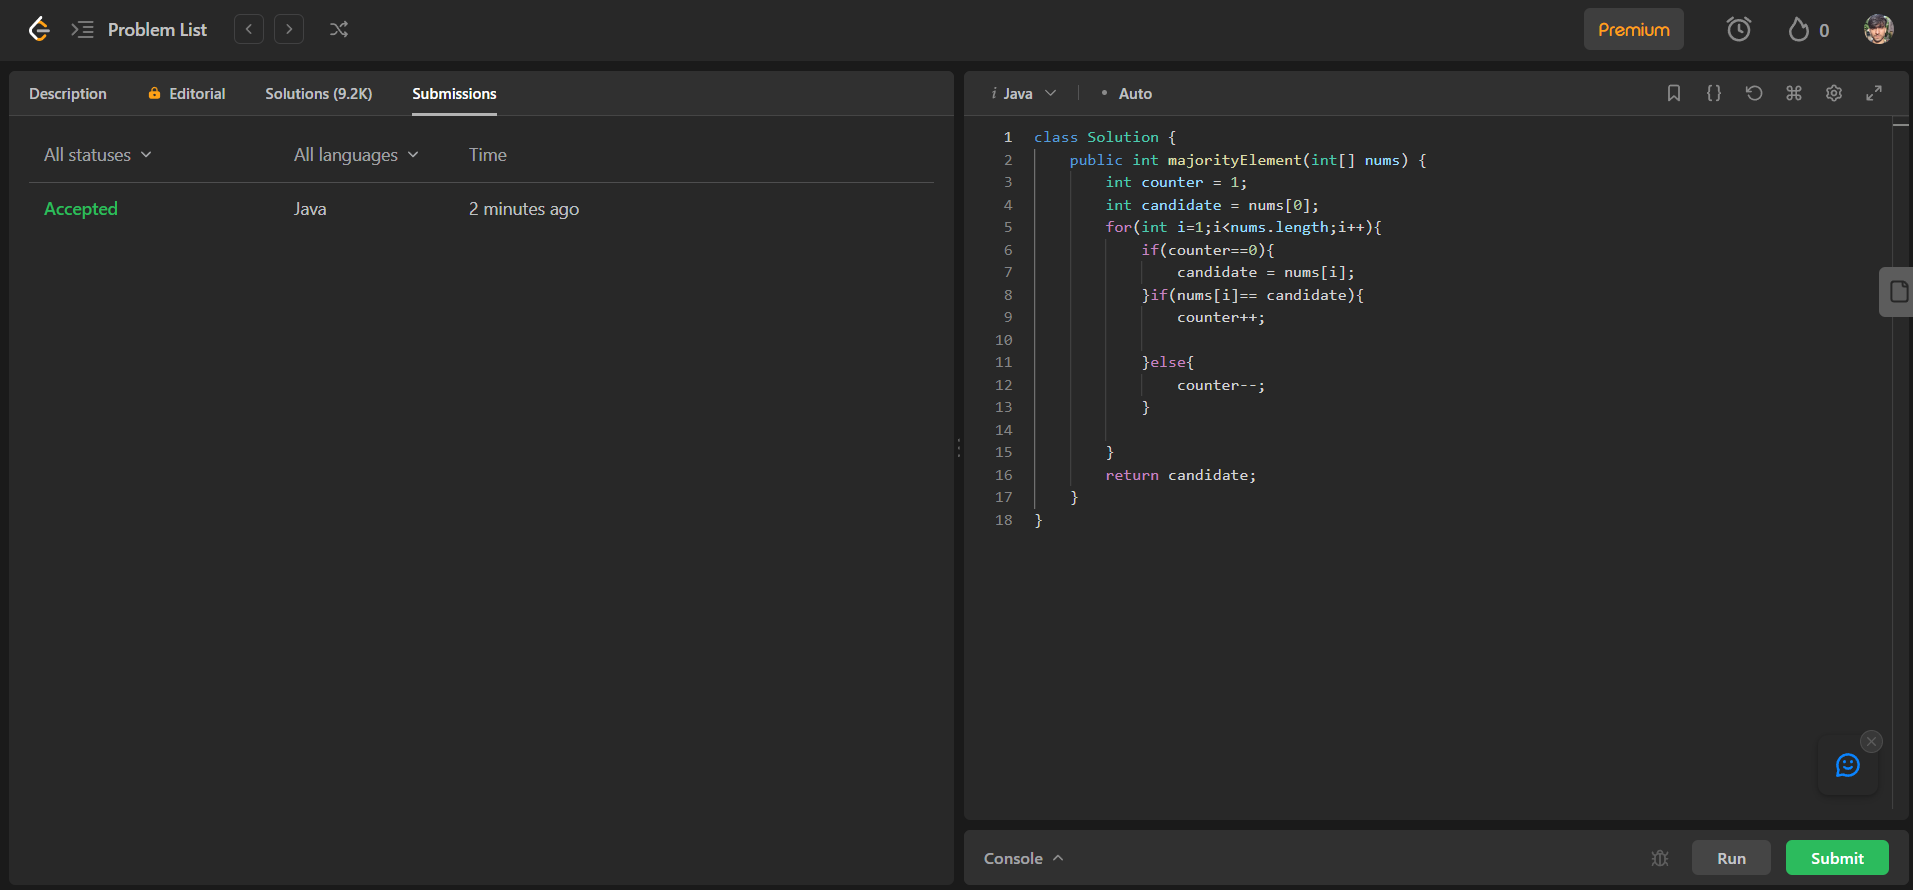 Problem List
Premium
0
Description Editorial Solutions (9.2K) Submissions
All statuses All languages Time
Accepted Java 2 minutes ago
i Java • Auto
1 class Solution {
2     public int majorityElement(int[] nums) {
3         int counter = 1;
4         int candidate = nums[0];
5         for(int i=1;i<nums.length;i++){
6             if(counter==0){
7                 candidate = nums[i];
8             }if(nums[i]== candidate){
9                 counter++;
10
11             }else{
12                 counter--;
13             }
14
15         }
16         return candidate;
17     }
18 }
Console Run Submit